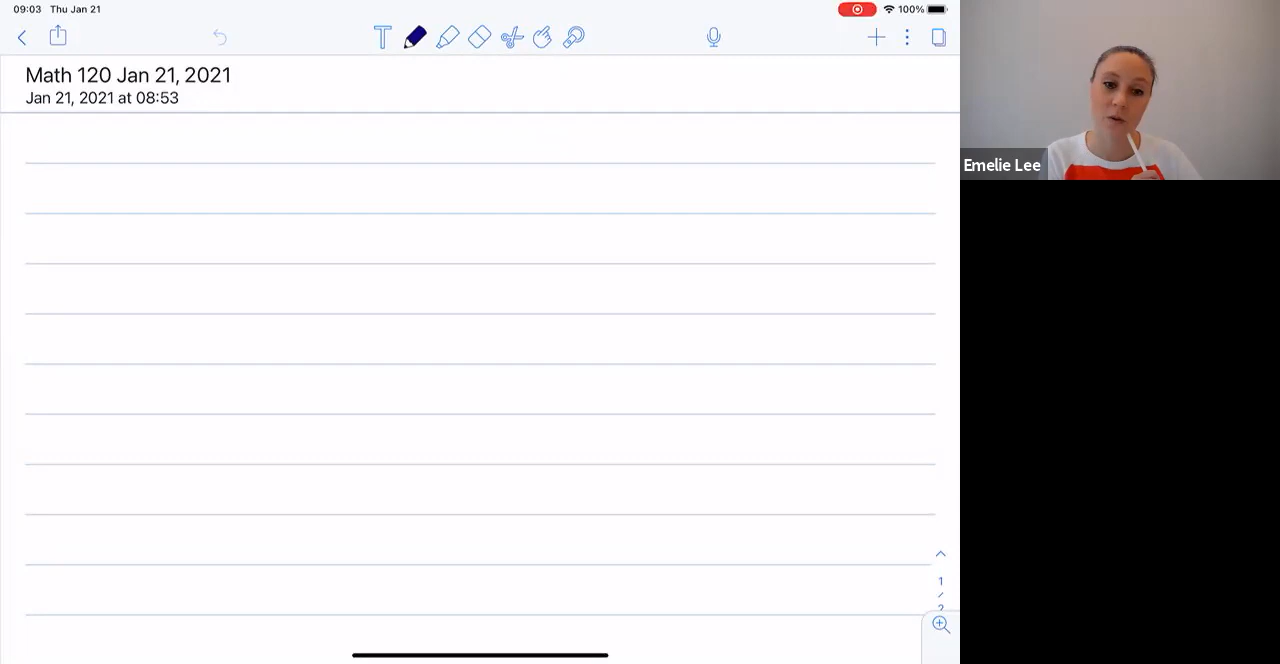 09:03 Thu Jan 21
100%
T
Math 120 Jan 21, 2021
Jan 21, 2021 at 08:53
Emelie Lee
1
/
2